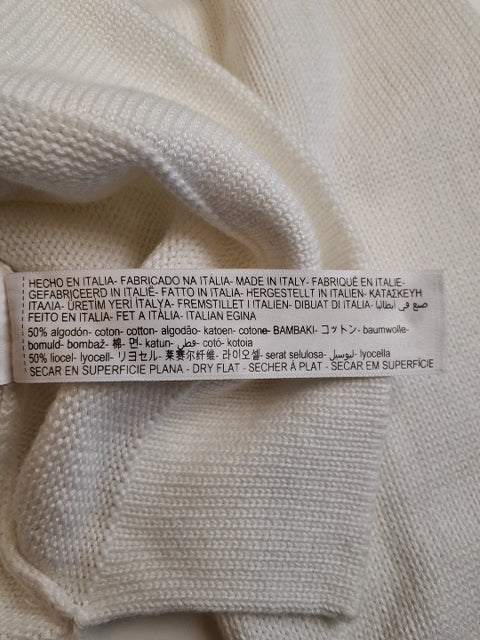 HECHO EN ITALIA- FABRICADO NA ITÁLIA- MADE IN ITALY- FABRIQUÉ EN ITALIE-
GEFABRICEERD IN ITALIË- FATTO IN ITALIA- HERGESTELLT IN ITALIEN- ΚΑΤΑΣΚΕΥΗ
ΙΤΑΛΙΑ- ÜRETİM YERİ İTALYA- FREMSTILLET I ITALIEN- DIBUAT DI ITALIA- صنع في ايطاليا
FEITO EN ITALIA- FET A ITÀLIA- ITALIAN EGINA
50% algodón- coton- cotton- algodão- katoen- cotone- BAMBAKI- コットン- baumwolle-
bomuld- bombaž- 棉- 면- katun- قطني- cotó- kotoia
50% liocel- lyocell- リヨセル- 莱赛尔纤维- 라이오셀- serat selulosa- ليوسيل- lyocella
SECAR EN SUPERFICIE PLANA - DRY FLAT - SÉCHER À PLAT - SECAR EM SUPERFÍCIE